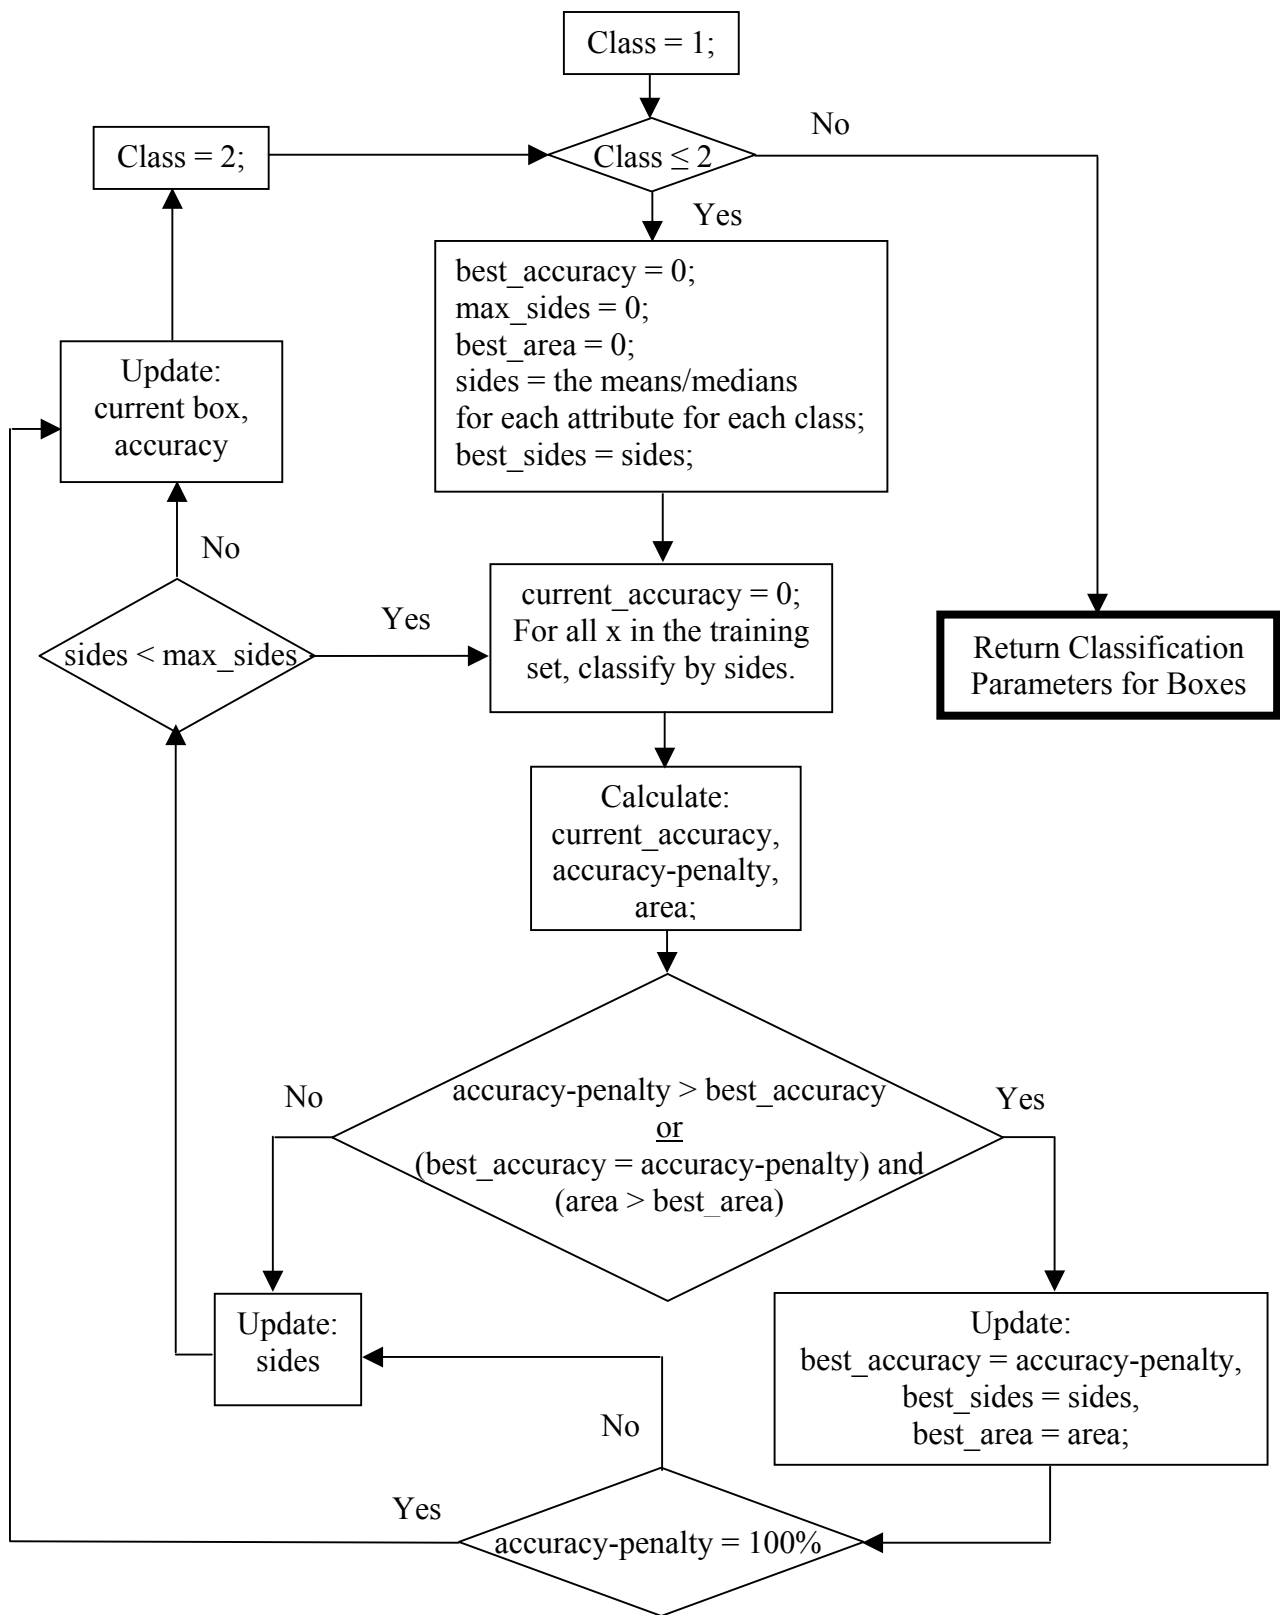 Class = 1;
No
Class = 2;
Class ≤ 2
Yes
best_accuracy = 0;
max_sides = 0;
best_area = 0;
sides = the means/medians
for each attribute for each class;
best_sides = sides;
Update:
current box,
accuracy
No
Yes
sides < max_sides
current_accuracy = 0;
For all x in the training
set, classify by sides.
Return Classification
Parameters for Boxes
Calculate:
current_accuracy,
accuracy-penalty,
area;
No
accuracy-penalty > best_accuracy
or
(best_accuracy = accuracy-penalty) and
(area > best_area)
Yes
Update:
sides
Update:
best_accuracy = accuracy-penalty,
best_sides = sides,
best_area = area;
No
Yes
accuracy-penalty = 100%